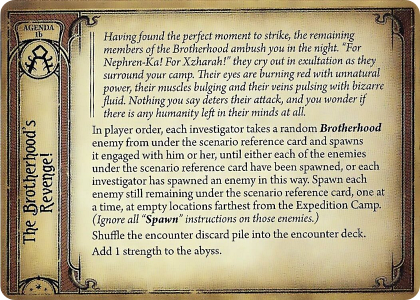 AGENDA
1b
The Brotherhood's
Revenge!
Having found the perfect moment to strike, the remaining
members of the Brotherhood ambush you in the night. "For
Nephren-Ka! For Xzharah!" they cry out in exultation as they
surround your camp. Their eyes are burning red with unnatural
power, their muscles bulging and their veins pulsing with bizarre
fluid. Nothing you say deters their attack, and you wonder if
there is any humanity left in their minds at all.
In player order, each investigator takes a random Brotherhood
enemy from under the scenario reference card and spawns
it engaged with him or her, until either each of the enemies
under the scenario reference card have been spawned, or each
investigator has spawned an enemy in this way. Spawn each
enemy still remaining under the scenario reference card, one at
a time, at empty locations farthest from the Expedition Camp.
(Ignore all "Spawn" instructions on those enemies.)
Shuffle the encounter discard pile into the encounter deck.
Add 1 strength to the abyss.